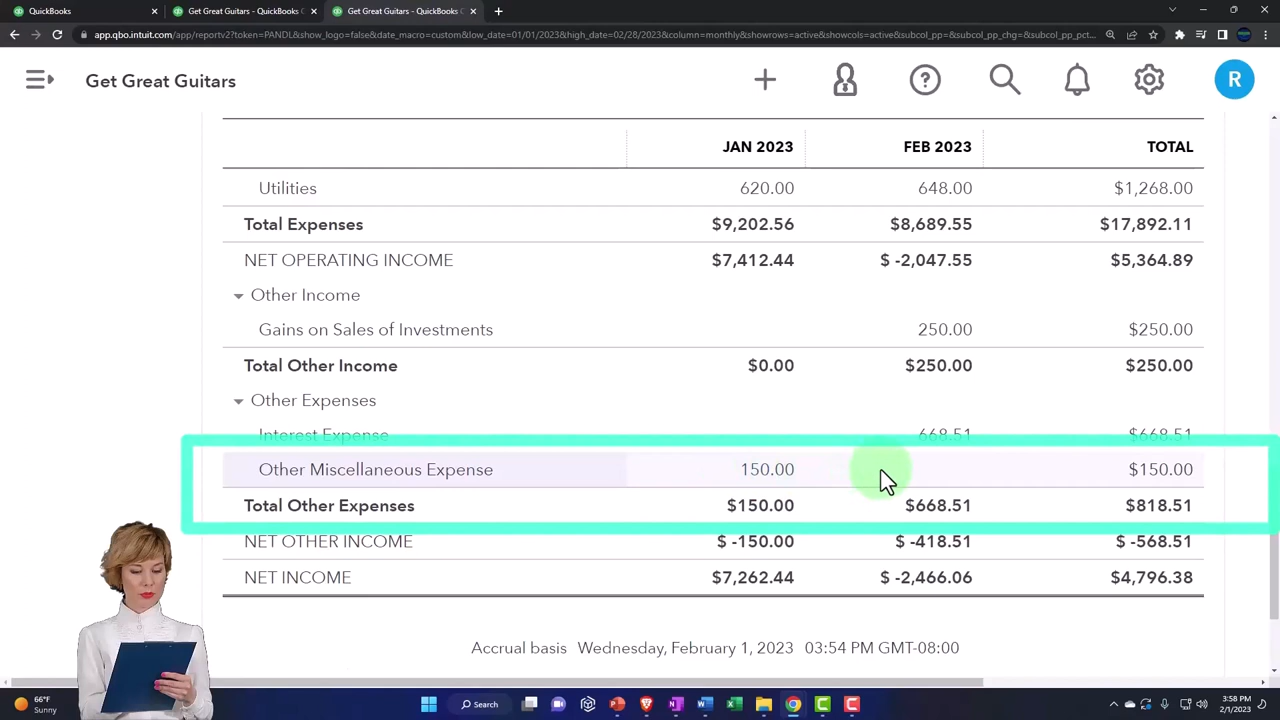 Qbo
Get Great Guitars - QuickBooks C
Get Great Guitars - QuickBooks C
app.qbo.intuit.com/app/reportv2?token=PANDL&show_logo=false&date_macro=custom&low_date=01/01/2023&high_date=02/28/2023&column=monthly&showrows=active&showcols=active&subcol_pp=&subcol_pp_chg=&subcol_pp_pct=
Get Great Guitars
R
JAN 2023 FEB 2023 TOTAL
Utilities 620.00 648.00 $1,268.00
Total Expenses $9,202.56 $8,689.55 $17,892.11
NET OPERATING INCOME $7,412.44 $ -2,047.55 $5,364.89
Other Income
Gains on Sales of Investments 250.00 $250.00
Total Other Income $0.00 $250.00 $250.00
Other Expenses
Interest Expense 668.51 $668.51
Other Miscellaneous Expense 150.00 $150.00
Total Other Expenses $150.00 $668.51 $818.51
NET OTHER INCOME $ -150.00 $ -418.51 $ -568.51
NET INCOME $7,262.44 $ -2,466.06 $4,796.38
Accrual basis Wednesday, February 1, 2023 03:54 PM GMT-08:00
66°F
Sunny
Search
3:58 PM
2/1/2023